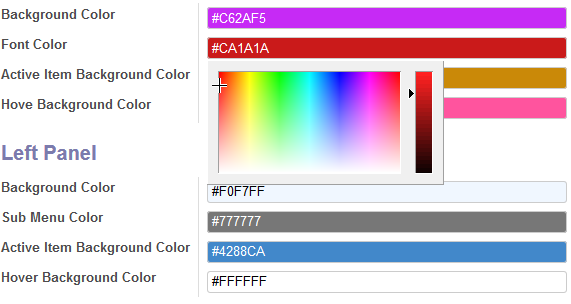 Background Color #C62AF5
Font Color #CA1A1A
Active Item Background Color
Hove Background Color
Left Panel
Background Color #F0F7FF
Sub Menu Color #777777
Active Item Background Color #4288CA
Hover Background Color #FFFFFF